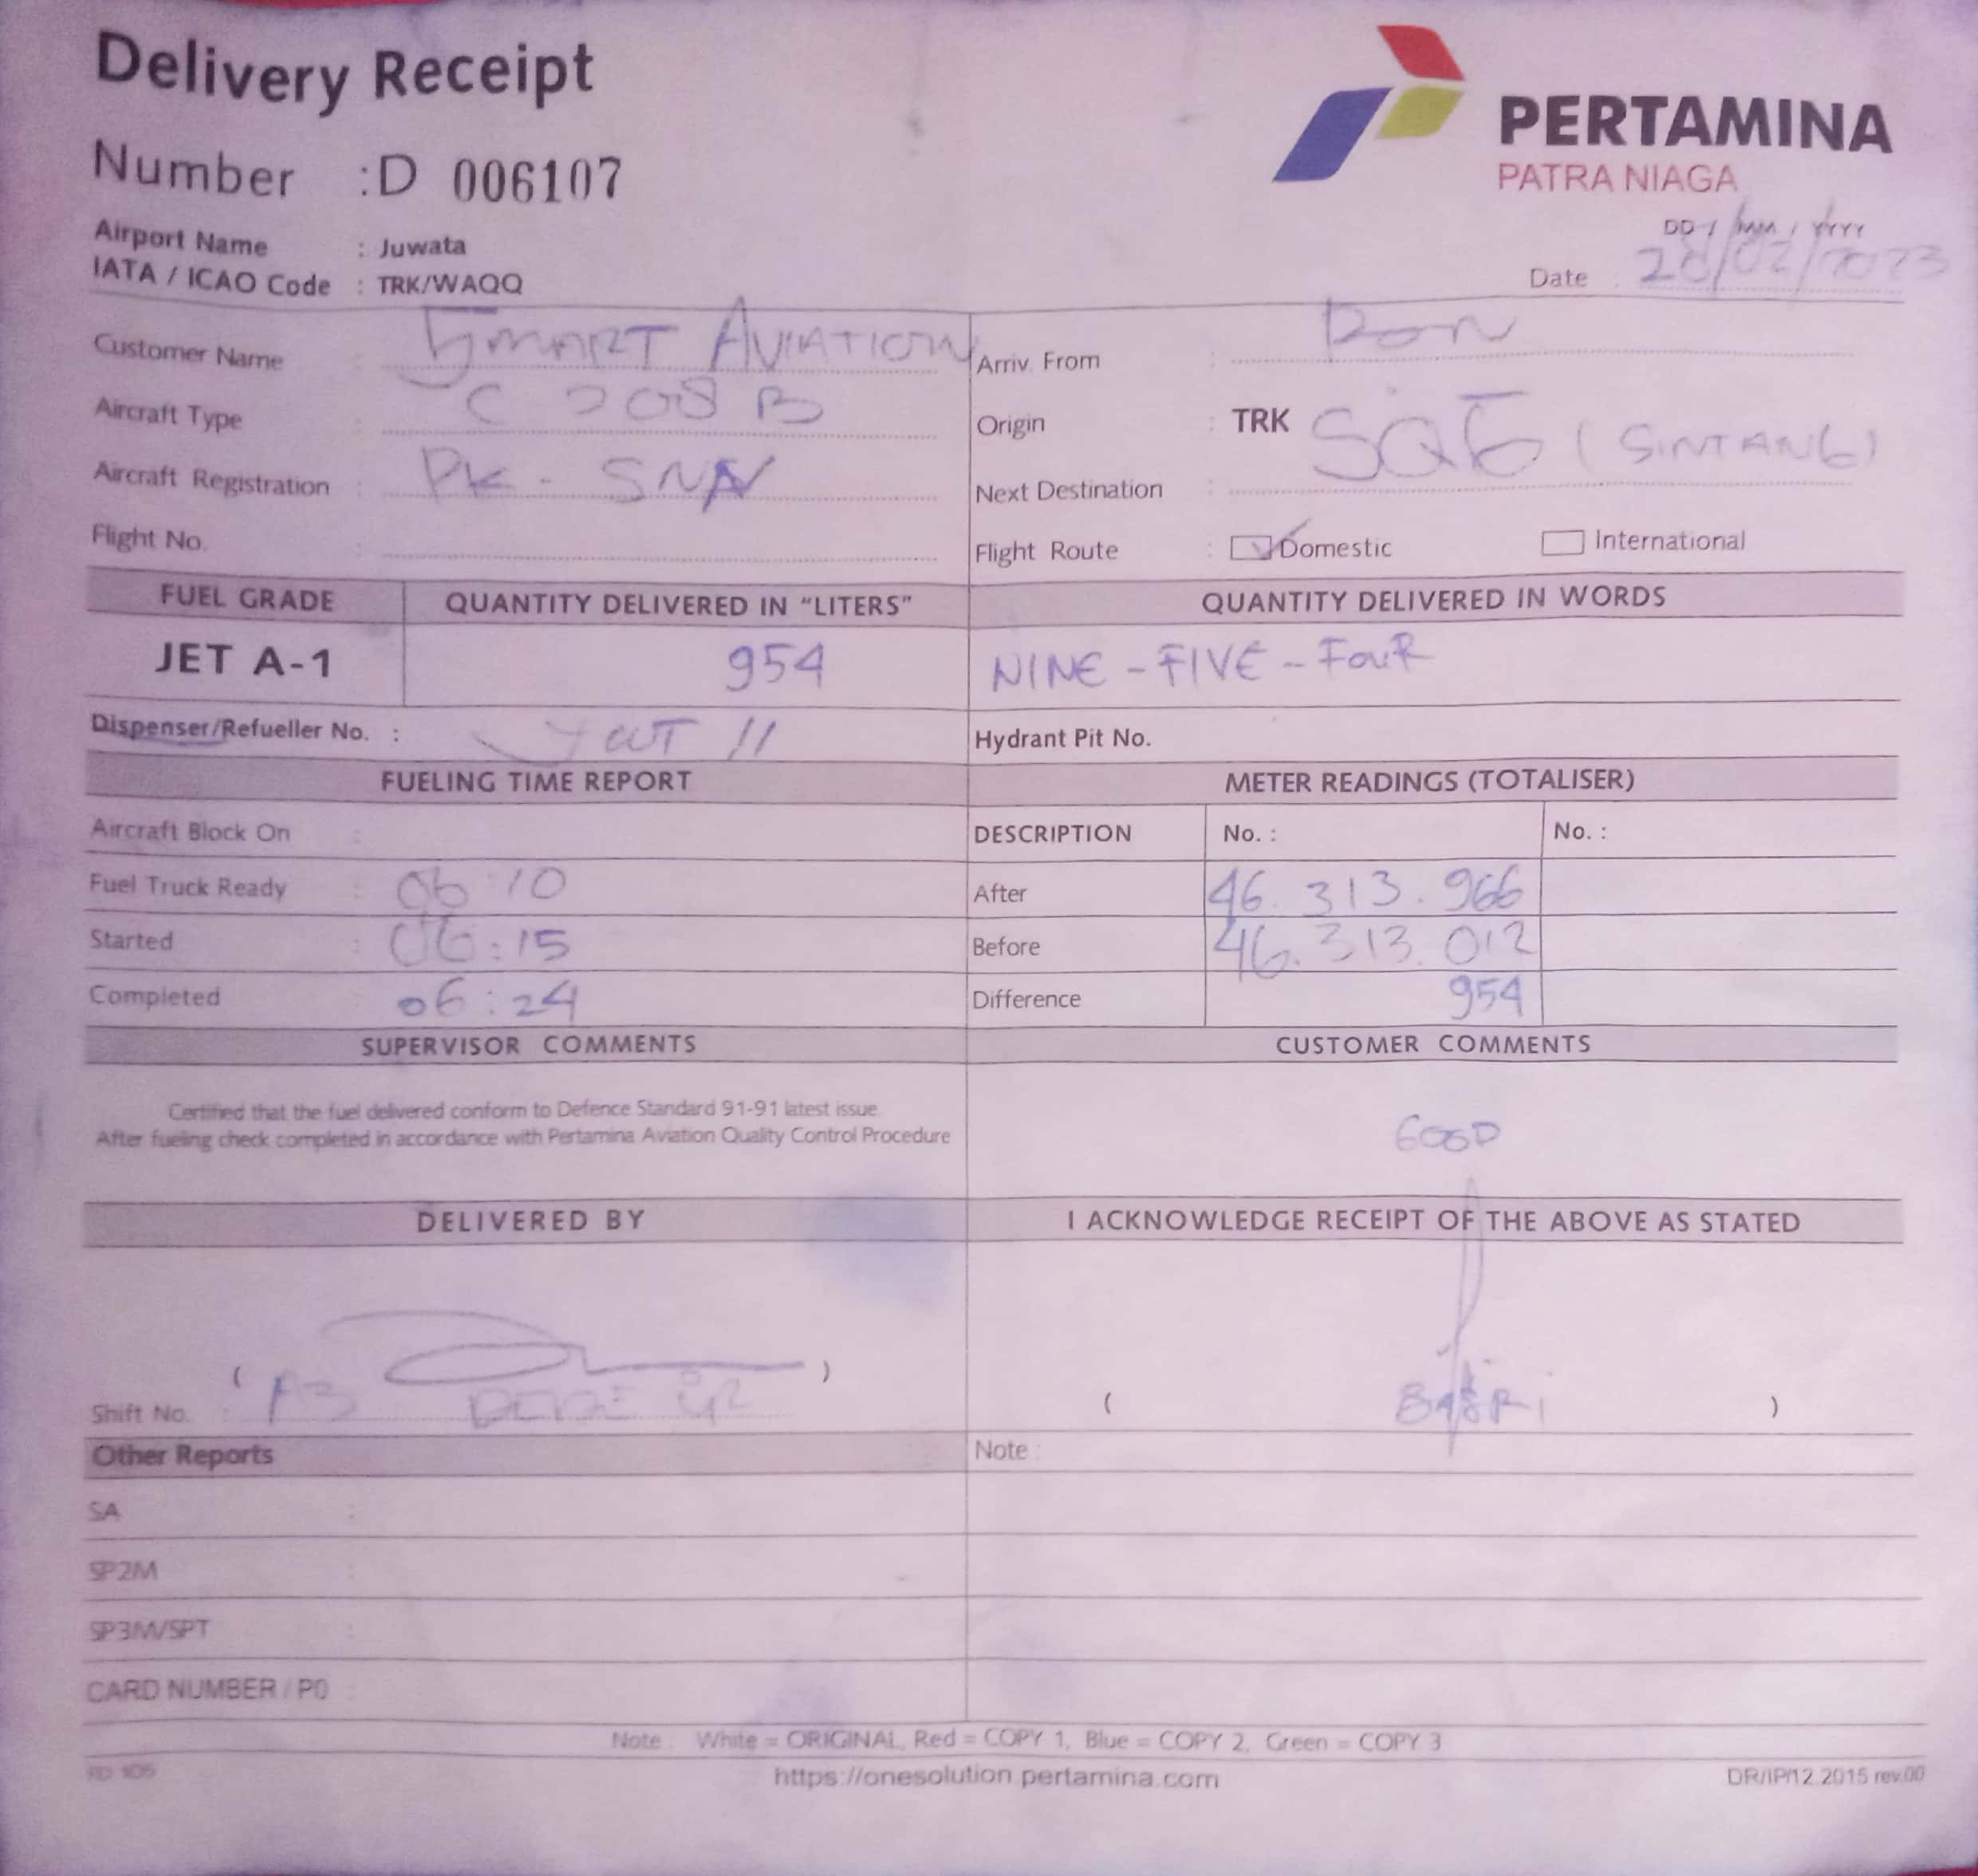 Delivery Receipt
PERTAMINA
PATRA NIAGA
Number : D 006107
Airport Name : Juwata
IATA / ICAO Code : TRK/WAQQ
DD / MM / YYYY
Date : 28/02/2023
Customer Name : SMART AVIATION
Arriv. From : RON
Aircraft Type C 208 B
Origin : TRK SQG (SINTANG)
Aircraft Registration : PK - SNN
Next Destination :
Flight No. :
Flight Route : Domestic International
FUEL GRADE QUANTITY DELIVERED IN "LITERS" QUANTITY DELIVERED IN WORDS
JET A-1 954 NINE - FIVE - FOUR
Dispenser/Refueller No. : 11
Hydrant Pit No.
FUELING TIME REPORT METER READINGS (TOTALISER)
Aircraft Block On : DESCRIPTION No. : No. :
Fuel Truck Ready : 06:10 After 46.313.966
Started : 06:15 Before 46.313.012
Completed : 06:24 Difference 954
SUPERVISOR COMMENTS CUSTOMER COMMENTS
Certified that the fuel delivered conform to Defence Standard 91-91 latest issue.
After fueling check completed in accordance with Pertamina Aviation Quality Control Procedure
GOOD
DELIVERED BY I ACKNOWLEDGE RECEIPT OF THE ABOVE AS STATED
( )
Shift No. : A3
( BASRI )
Other Reports Note :
SA :
SP2M :
SP3M/SPT :
CARD NUMBER / PO :
Note : White = ORIGINAL, Red = COPY 1, Blue = COPY 2, Green = COPY 3
FD 105 https://onesolution.pertamina.com DR/IP/12.2015 rev.00